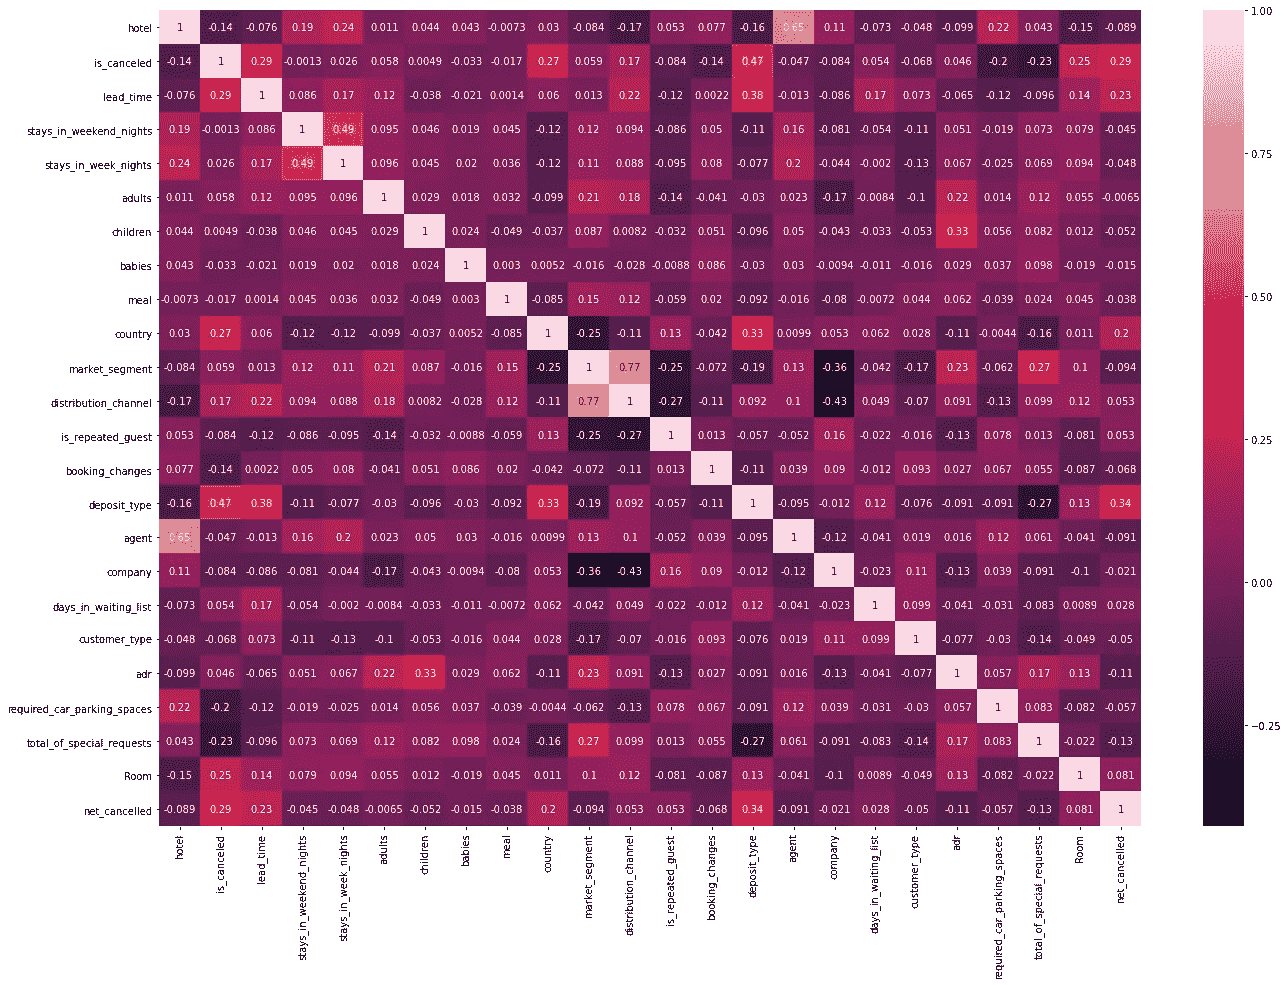 hotel 1 -0.14 -0.076 0.19 0.24 0.011 0.044 0.043 -0.0073 0.03 -0.084 -0.17 0.053 0.077 -0.16 0.65 0.11 -0.073 -0.048 -0.099 0.22 0.043 -0.15 -0.089
is_canceled -0.14 1 0.29 -0.0013 0.026 0.058 0.0049 -0.033 -0.017 0.27 0.059 0.17 -0.084 -0.14 0.47 -0.047 -0.084 0.054 -0.068 0.046 -0.2 -0.23 0.25 0.29
lead_time -0.076 0.29 1 0.086 0.17 0.12 -0.038 -0.021 0.0014 0.06 0.013 0.22 -0.12 0.0022 0.38 -0.013 -0.086 0.17 0.073 -0.065 -0.12 -0.096 0.14 0.23
stays_in_weekend_nights 0.19 -0.0013 0.086 1 0.49 0.095 0.046 0.019 0.045 -0.12 0.12 0.094 -0.086 0.05 -0.11 0.16 -0.081 -0.054 -0.11 0.051 -0.019 0.073 0.079 -0.045
stays_in_week_nights 0.24 0.026 0.17 0.49 1 0.096 0.045 0.02 0.036 -0.12 0.11 0.088 -0.095 0.08 -0.077 0.2 -0.044 -0.002 -0.13 0.067 -0.025 0.069 0.094 -0.048
adults 0.011 0.058 0.12 0.095 0.096 1 0.029 0.018 0.032 -0.099 0.21 0.18 -0.14 -0.041 -0.03 0.023 -0.17 -0.0084 -0.1 0.22 0.014 0.12 0.055 -0.0065
children 0.044 0.0049 -0.038 0.046 0.045 0.029 1 0.024 -0.049 -0.037 0.087 0.0082 -0.032 0.051 -0.096 0.05 -0.043 -0.033 -0.053 0.33 0.056 0.082 0.012 -0.052
babies 0.043 -0.033 -0.021 0.019 0.02 0.018 0.024 1 0.003 0.0052 -0.016 -0.028 -0.0088 0.086 -0.03 0.03 -0.0094 -0.011 -0.016 0.029 0.037 0.098 -0.019 -0.015
meal -0.0073 -0.017 0.0014 0.045 0.036 0.032 -0.049 0.003 1 -0.085 0.15 0.12 -0.059 0.02 -0.092 -0.016 -0.08 -0.0072 0.044 0.062 -0.039 0.024 0.045 -0.038
country 0.03 0.27 0.06 -0.12 -0.12 -0.099 -0.037 0.0052 -0.085 1 -0.25 -0.11 0.13 -0.042 0.33 0.0099 0.053 0.062 0.028 -0.11 -0.0044 -0.16 0.011 0.2
market_segment -0.084 0.059 0.013 0.12 0.11 0.21 0.087 -0.016 0.15 -0.25 1 0.77 -0.25 -0.072 -0.19 0.13 -0.36 -0.042 -0.17 0.23 -0.062 0.27 0.1 -0.094
distribution_channel -0.17 0.17 0.22 0.094 0.088 0.18 0.0082 -0.028 0.12 -0.11 0.77 1 -0.27 -0.11 0.092 0.1 -0.43 0.049 -0.07 0.091 -0.13 0.099 0.12 0.053
is_repeated_guest 0.053 -0.084 -0.12 -0.086 -0.095 -0.14 -0.032 -0.0088 -0.059 0.13 -0.25 -0.27 1 0.013 -0.057 -0.052 0.16 -0.022 -0.016 -0.13 0.078 0.013 -0.081 0.053
booking_changes 0.077 -0.14 0.0022 0.05 0.08 -0.041 0.051 0.086 0.02 -0.042 -0.072 -0.11 0.013 1 -0.11 0.039 0.09 -0.012 0.093 0.027 0.067 0.055 -0.087 -0.068
deposit_type -0.16 0.47 0.38 -0.11 -0.077 -0.03 -0.096 -0.03 -0.092 0.33 -0.19 0.092 -0.057 -0.11 1 -0.095 -0.012 0.12 -0.076 -0.091 -0.091 -0.27 0.13 0.34
agent 0.65 -0.047 -0.013 0.16 0.2 0.023 0.05 0.03 -0.016 0.0099 0.13 0.1 -0.052 0.039 -0.095 1 -0.12 -0.041 0.019 0.016 0.12 0.061 -0.041 -0.091
company 0.11 -0.084 -0.086 -0.081 -0.044 -0.17 -0.043 -0.0094 -0.08 0.053 -0.36 -0.43 0.16 0.09 -0.012 -0.12 1 -0.023 0.11 -0.13 0.039 -0.091 -0.1 -0.021
days_in_waiting_list -0.073 0.054 0.17 -0.054 -0.002 -0.0084 -0.033 -0.011 -0.0072 0.062 -0.042 0.049 -0.022 -0.012 0.12 -0.041 -0.023 1 0.099 -0.041 -0.031 -0.083 0.0089 0.028
customer_type -0.048 -0.068 0.073 -0.11 -0.13 -0.1 -0.053 -0.016 0.044 0.028 -0.17 -0.07 -0.016 0.093 -0.076 0.019 0.11 0.099 1 -0.077 -0.03 -0.14 -0.049 -0.05
adr -0.099 0.046 -0.065 0.051 0.067 0.22 0.33 0.029 0.062 -0.11 0.23 0.091 -0.13 0.027 -0.091 0.016 -0.13 -0.041 -0.077 1 0.057 0.17 0.13 -0.11
required_car_parking_spaces 0.22 -0.2 -0.12 -0.019 -0.025 0.014 0.056 0.037 -0.039 -0.0044 -0.062 -0.13 0.078 0.067 -0.091 0.12 0.039 -0.031 -0.03 0.057 1 0.083 -0.082 -0.057
total_of_special_requests 0.043 -0.23 -0.096 0.073 0.069 0.12 0.082 0.098 0.024 -0.16 0.27 0.099 0.013 0.055 -0.27 0.061 -0.091 -0.083 -0.14 0.17 0.083 1 -0.022 -0.13
Room -0.15 0.25 0.14 0.079 0.094 0.055 0.012 -0.019 0.045 0.011 0.1 0.12 -0.081 -0.087 0.13 -0.041 -0.1 0.0089 -0.049 0.13 -0.082 -0.022 1 0.081
net_cancelled -0.089 0.29 0.23 -0.045 -0.048 -0.0065 -0.052 -0.015 -0.038 0.2 -0.094 0.053 0.053 -0.068 0.34 -0.091 -0.021 0.028 -0.05 -0.11 -0.057 -0.13 0.081 1
hotel
is_canceled
lead_time
stays_in_weekend_nights
stays_in_week_nights
adults
children
babies
meal
country
market_segment
distribution_channel
is_repeated_guest
booking_changes
deposit_type
agent
company
days_in_waiting_list
customer_type
adr
required_car_parking_spaces
total_of_special_requests
Room
net_cancelled
1.00
0.75
0.50
0.25
0.00
−0.25